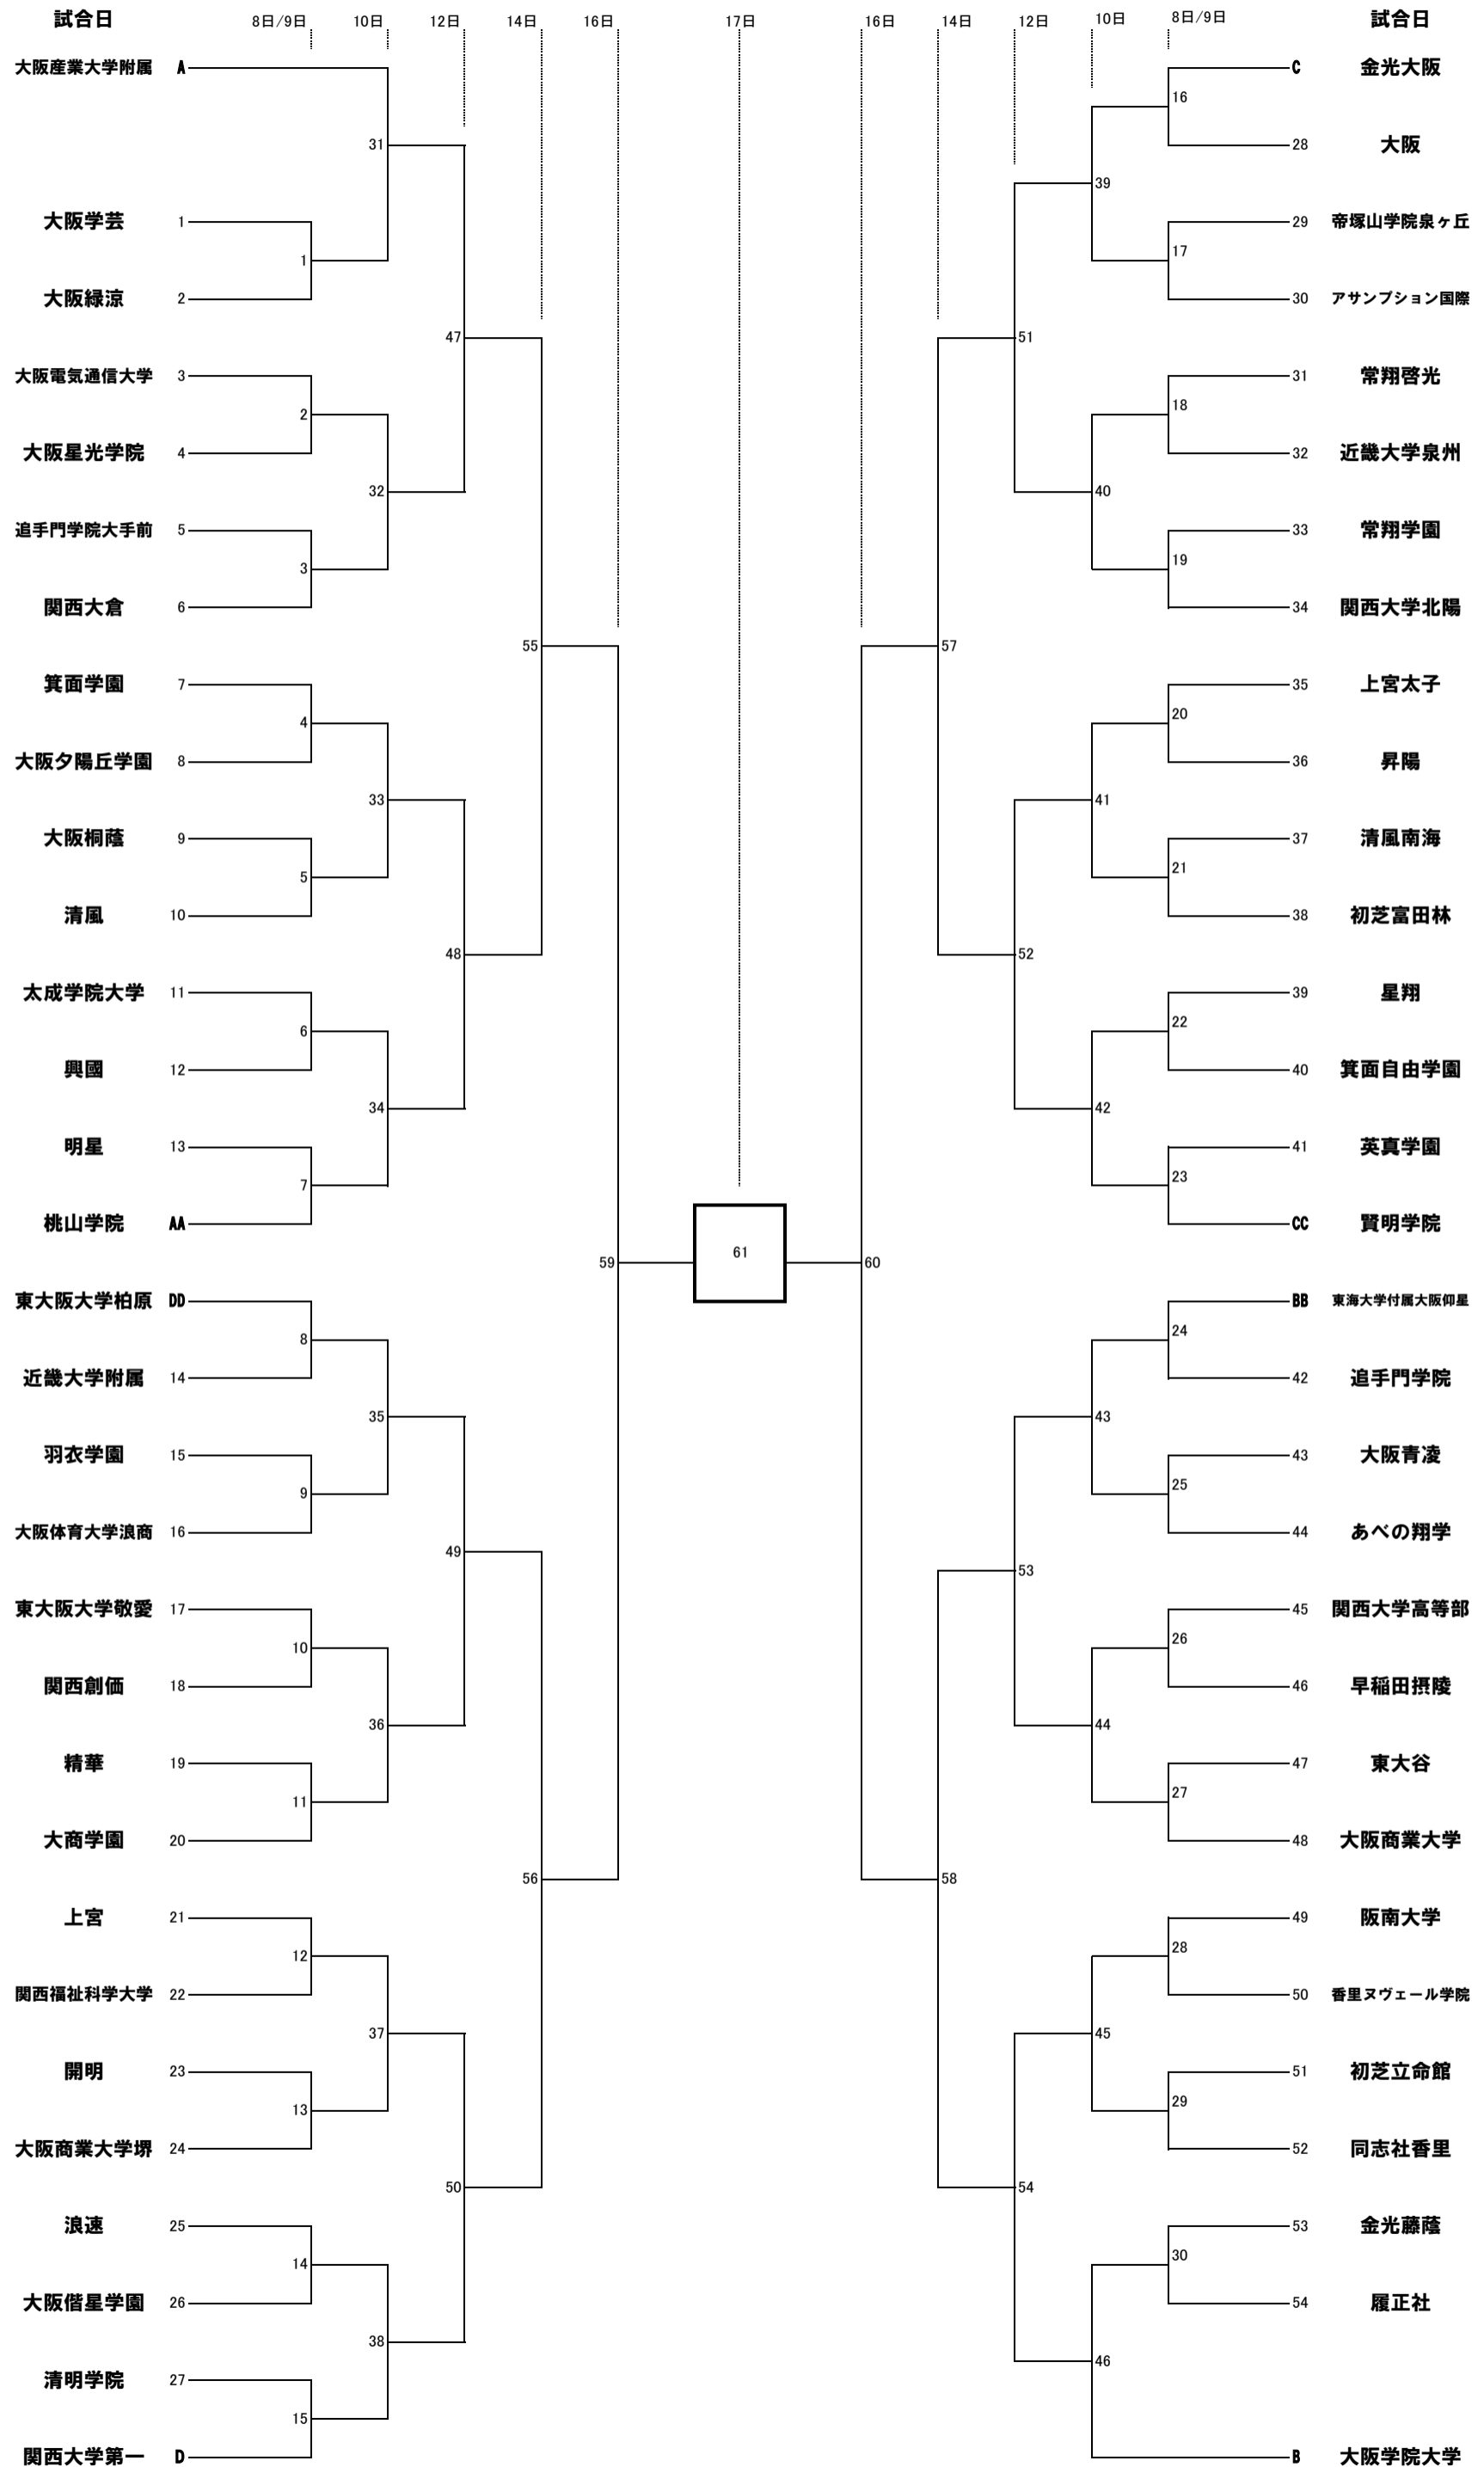 試合日 8日/9日 10日 12日 14日 16日 17日 16日 14日 12日 10日 8日/9日 試合日
大阪産業大学附属 A C 金光大阪
16
31 28 大阪
39
大阪学芸 1 29 帝塚山学院泉ヶ丘
1 17
大阪緑涼 2 30 アサンプション国際
47 51
大阪電気通信大学 3 31 常翔啓光
2 18
大阪星光学院 4 32 近畿大学泉州
32 40
追手門学院大手前 5 33 常翔学園
3 19
関西大倉 6 34 関西大学北陽
55 57
箕面学園 7 35 上宮太子
4 20
大阪夕陽丘学園 8 36 昇陽
33 41
大阪桐蔭 9 37 清風南海
5 21
清風 10 38 初芝富田林
48 52
太成学院大学 11 39 星翔
6 22
興國 12 40 箕面自由学園
34 42
明星 13 41 英真学園
7 23
桃山学院 AA CC 賢明学院
59 61 60
東大阪大学柏原 DD BB 東海大学付属大阪仰星
8 24
近畿大学附属 14 42 追手門学院
35 43
羽衣学園 15 43 大阪青凌
9 25
大阪体育大学浪商 16 44 あべの翔学
49 53
東大阪大学敬愛 17 45 関西大学高等部
10 26
関西創価 18 46 早稲田摂陵
36 44
精華 19 47 東大谷
11 27
大商学園 20 48 大阪商業大学
56 58
上宮 21 49 阪南大学
12 28
関西福祉科学大学 22 50 香里ヌヴェール学院
37 45
開明 23 51 初芝立命館
13 29
大阪商業大学堺 24 52 同志社香里
50 54
浪速 25 53 金光藤蔭
14 30
大阪偕星学園 26 54 履正社
38 46
清明学院 27
15
関西大学第一 D B 大阪学院大学